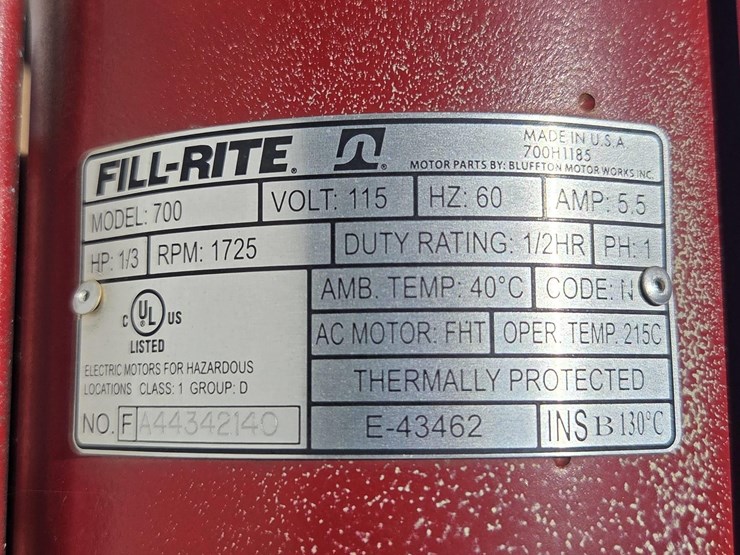 FILL-RITE®
MADE IN U.S.A.
700H1185
MOTOR PARTS BY: BLUFFTON MOTOR WORKS INC.
MODEL: 700 VOLT: 115 HZ: 60 AMP: 5.5
HP: 1/3 RPM: 1725 DUTY RATING: 1/2HR PH: 1
AMB. TEMP: 40°C CODE: N
C UL US
LISTED
AC MOTOR: FHT OPER. TEMP. 215C
ELECTRIC MOTORS FOR HAZARDOUS
LOCATIONS CLASS: 1 GROUP: D
THERMALLY PROTECTED
NO. F A44342140 E-43462 INS B 130°C